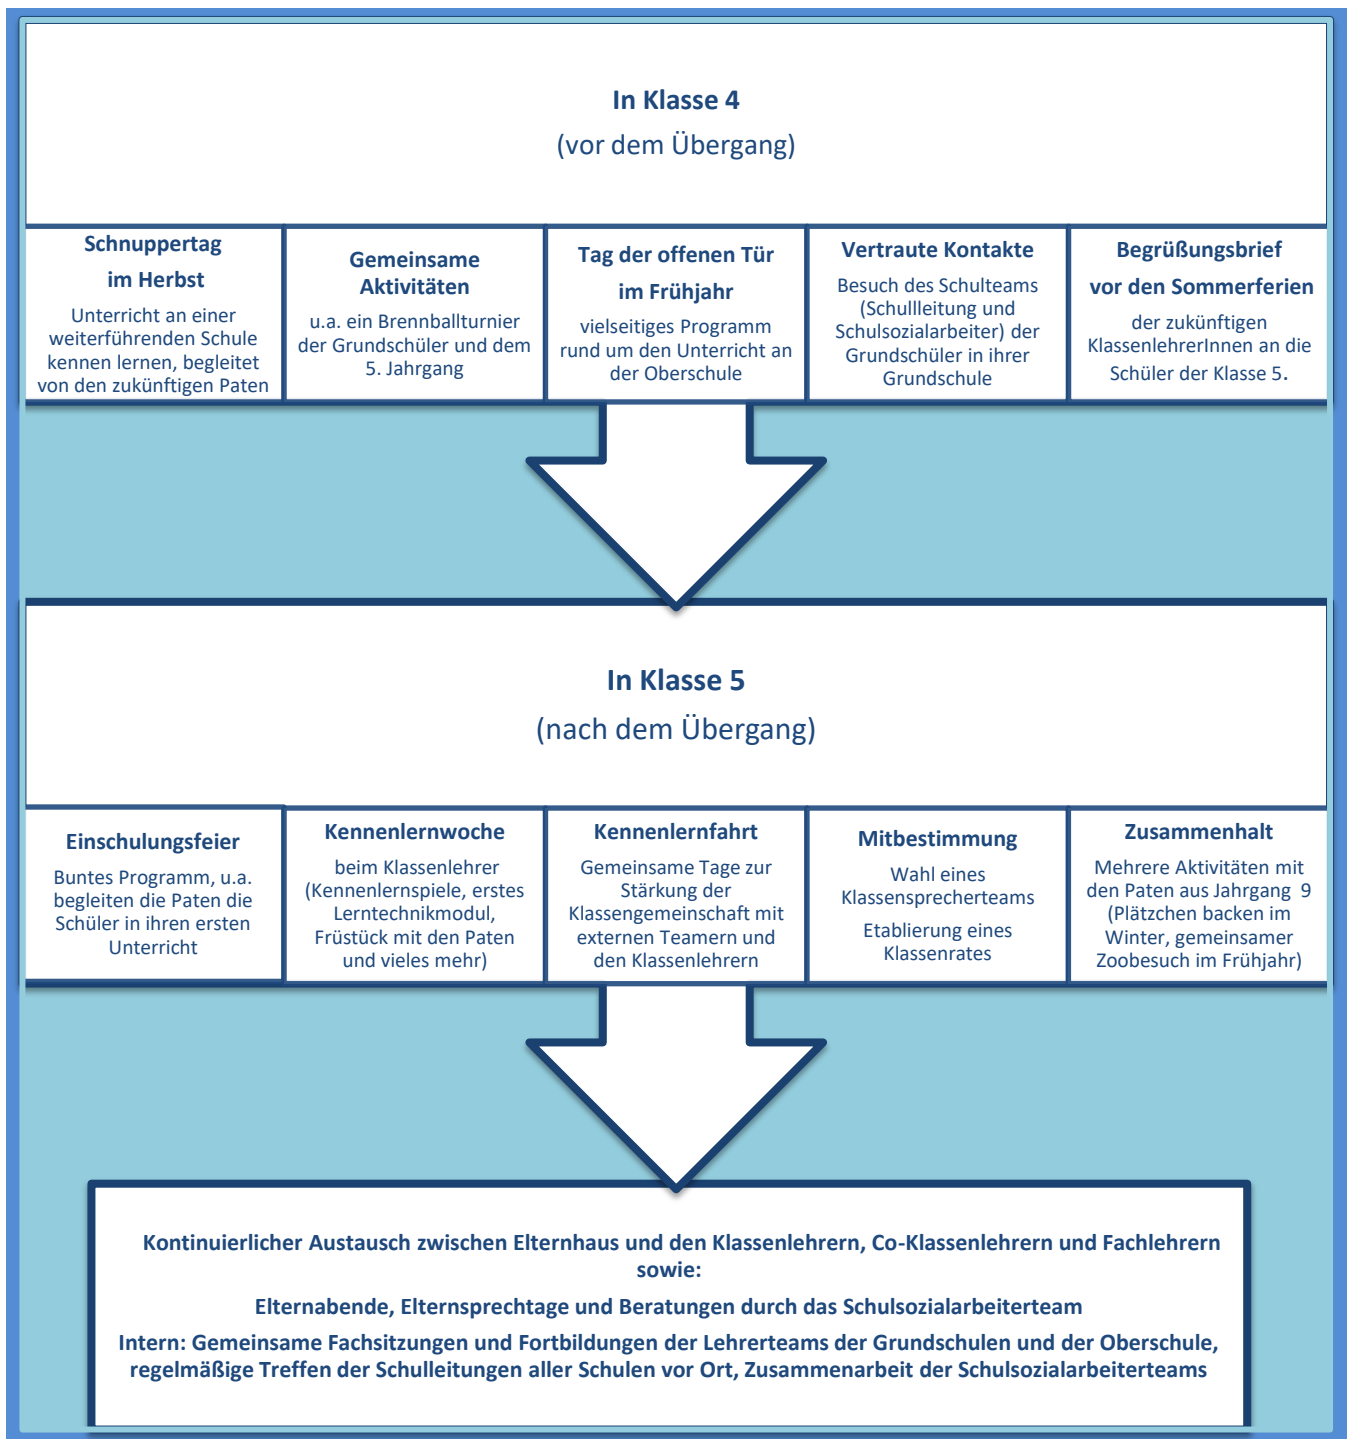 In Klasse 4
(vor dem Übergang)
Schnuppertag
im Herbst
Unterricht an einer
weiterführenden Schule
kennen lernen, begleitet
von den zukünftigen Paten
Gemeinsame
Aktivitäten
u.a. ein Brennballturnier
der Grundschüler und dem
5. Jahrgang
Tag der offenen Tür
im Frühjahr
vielseitiges Programm
rund um den Unterricht an
der Oberschule
Vertraute Kontakte
Besuch des Schulteams
(Schullleitung und
Schulsozialarbeiter) der
Grundschüler in ihrer
Grundschule
Begrüßungsbrief
vor den Sommerferien
der zukünftigen
KlassenlehrerInnen an die
Schüler der Klasse 5.
In Klasse 5
(nach dem Übergang)
Einschulungsfeier
Buntes Programm, u.a.
begleiten die Paten die
Schüler in ihren ersten
Unterricht
Kennenlernwoche
beim Klassenlehrer
(Kennenlernspiele, erstes
Lerntechnikmodul,
Früstück mit den Paten
und vieles mehr)
Kennenlernfahrt
Gemeinsame Tage zur
Stärkung der
Klassengemeinschaft mit
externen Teamern und
den Klassenlehrern
Mitbestimmung
Wahl eines
Klassensprecherteams
Etablierung eines
Klassenrates
Zusammenhalt
Mehrere Aktivitäten mit
den Paten aus Jahrgang 9
(Plätzchen backen im
Winter, gemeinsamer
Zoobesuch im Frühjahr)
Kontinuierlicher Austausch zwischen Elternhaus und den Klassenlehrern, Co-Klassenlehrern und Fachlehrern
sowie:
Elternabende, Elternsprechtage und Beratungen durch das Schulsozialarbeiterteam
Intern: Gemeinsame Fachsitzungen und Fortbildungen der Lehrerteams der Grundschulen und der Oberschule,
regelmäßige Treffen der Schulleitungen aller Schulen vor Ort, Zusammenarbeit der Schulsozialarbeiterteams